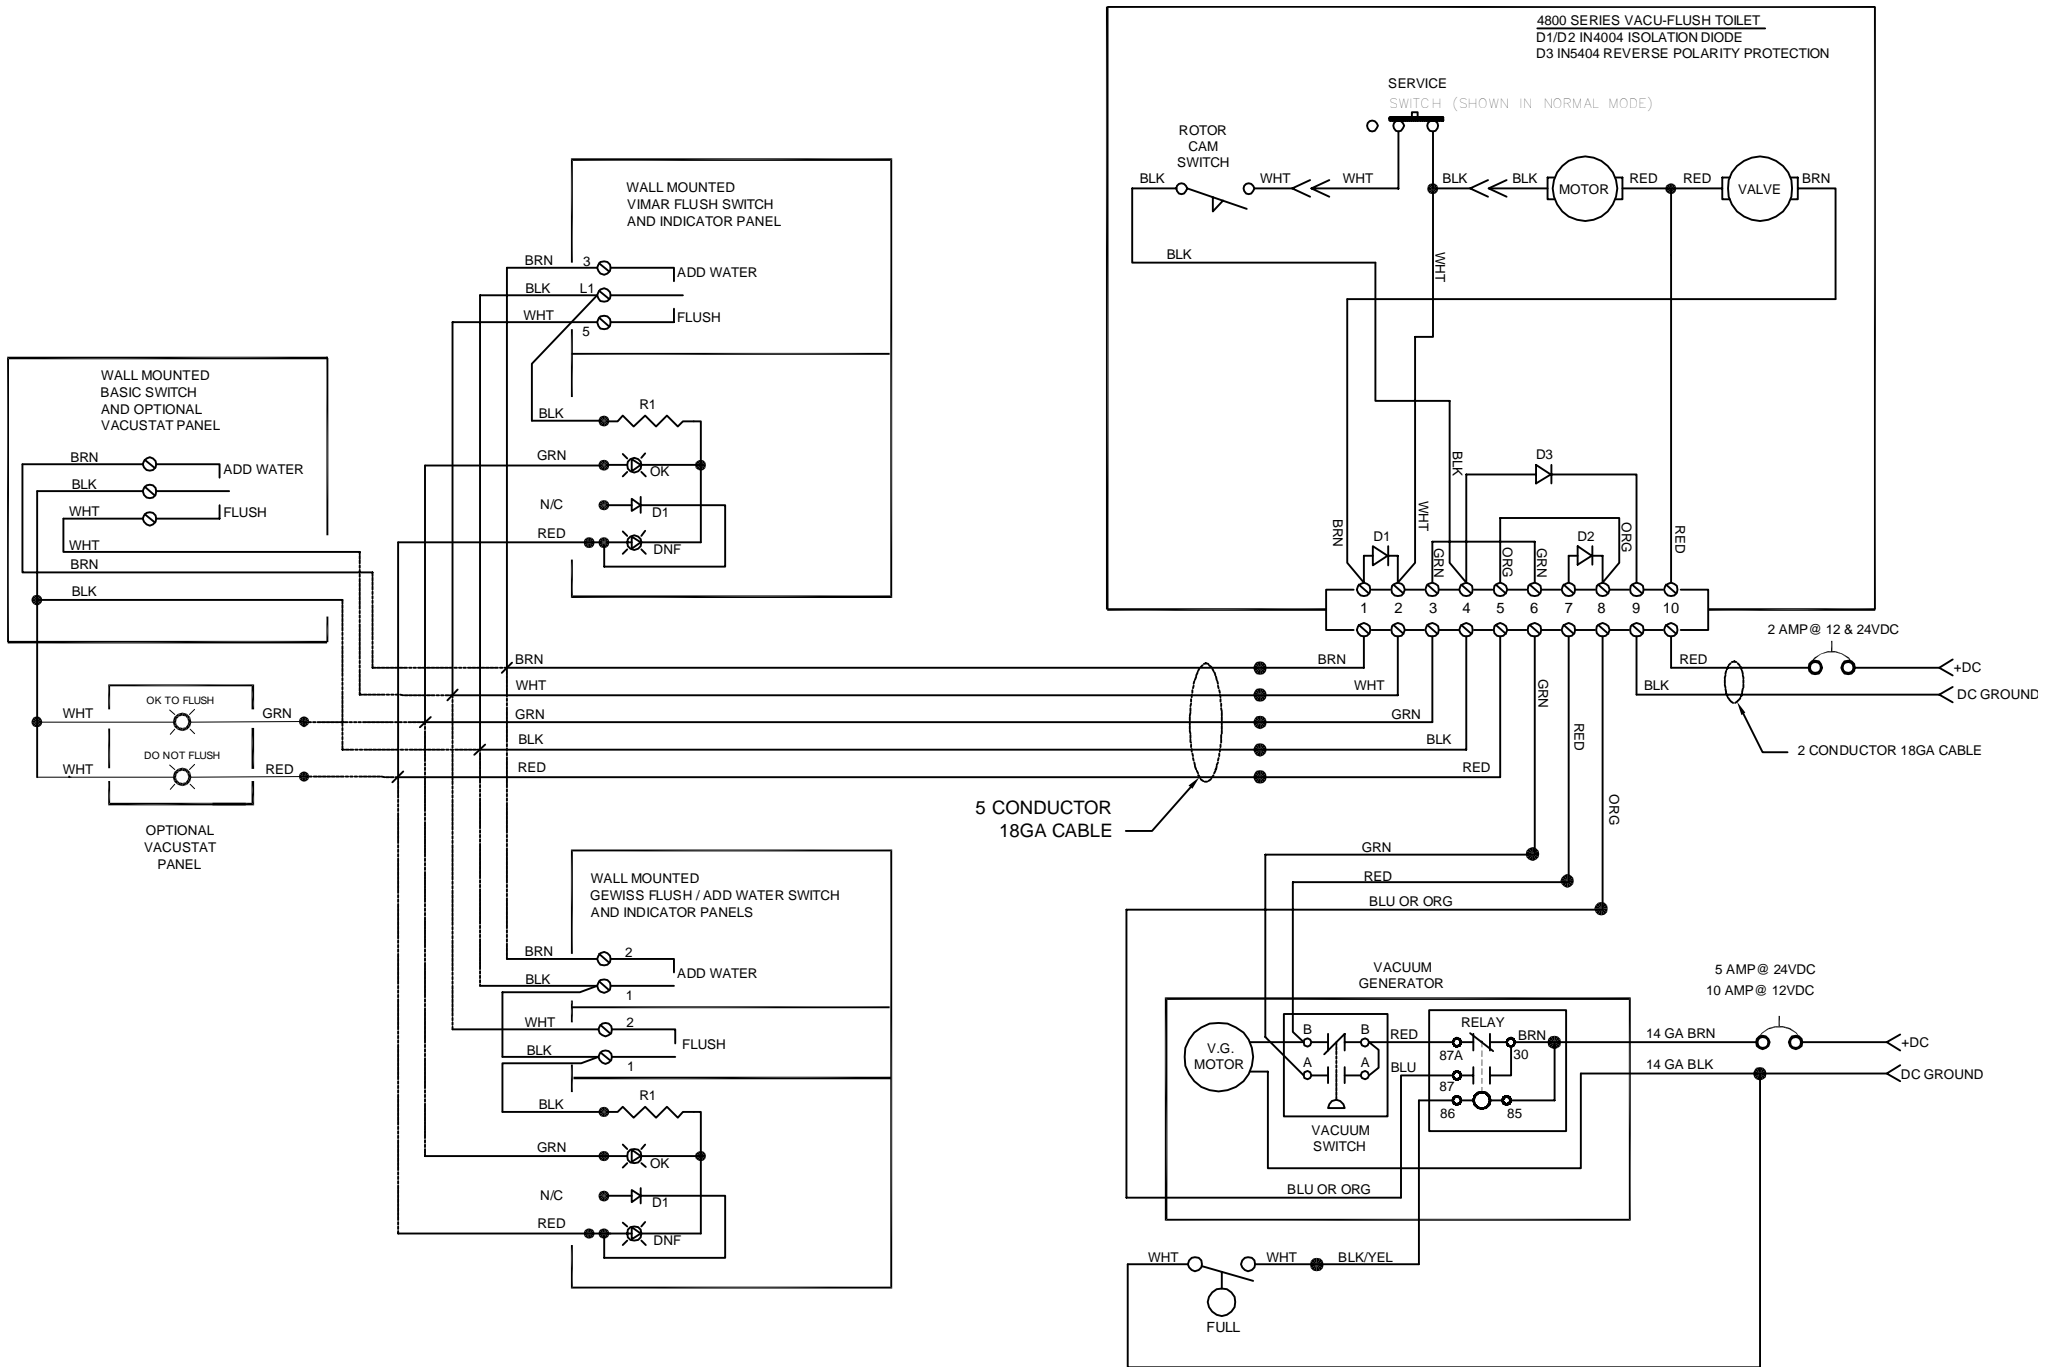 4800 SERIES VACU-FLUSH TOILET
D1/D2 IN4004 ISOLATION DIODE
D3 IN5404 REVERSE POLARITY PROTECTION
SERVICE
SWITCH (SHOWN IN NORMAL MODE)
ROTOR
CAM
SWITCH
BLK
WHT
WHT
BLK
BLK
MOTOR
RED
RED
VALVE
BRN
BLK
WHT
BLK
D3
BRN
D1
WHT
GRN
ORG
GRN
D2
ORG
RED
1
2
3
4
5
6
7
8
9
10
WALL MOUNTED
VIMAR FLUSH SWITCH
AND INDICATOR PANEL
BRN
3
ADD WATER
BLK
L1
WHT
5
FLUSH
BLK
R1
GRN
OK
N/C
D1
RED
DNF
WALL MOUNTED
BASIC SWITCH
AND OPTIONAL
VACUSTAT PANEL
BRN
ADD WATER
BLK
WHT
FLUSH
WHT
BRN
BLK
OK TO FLUSH
WHT
GRN
DO NOT FLUSH
WHT
RED
OPTIONAL
VACUSTAT
PANEL
BRN
BRN
WHT
WHT
GRN
GRN
BLK
BLK
RED
RED
5 CONDUCTOR
18GA CABLE
2 AMP@ 12 & 24VDC
RED
+DC
BLK
DC GROUND
2 CONDUCTOR 18GA CABLE
GRN
RED
ORG
GRN
RED
BLU OR ORG
WALL MOUNTED
GEWISS FLUSH / ADD WATER SWITCH
AND INDICATOR PANELS
BRN
2
ADD WATER
BLK
1
WHT
2
FLUSH
BLK
1
BLK
R1
GRN
OK
N/C
D1
RED
DNF
VACUUM
GENERATOR
5 AMP@ 24VDC
10 AMP@ 12VDC
V.G.
MOTOR
B
B
A
A
RED
BLU
RELAY
BRN
87A
30
87
86
85
VACUUM
SWITCH
14 GA BRN
+DC
14 GA BLK
DC GROUND
BLU OR ORG
WHT
WHT
BLK/YEL
FULL